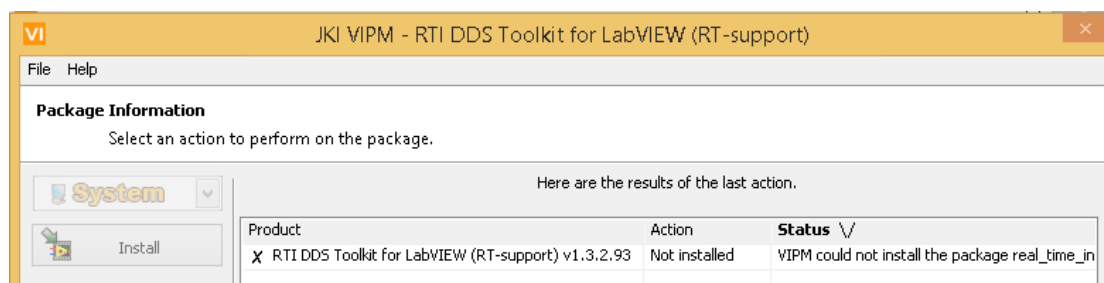 VI
JKI VIPM - RTI DDS Toolkit for LabVIEW (RT-support)
File Help
Package Information
Select an action to perform on the package.
System
Here are the results of the last action.
Install
Product Action Status \/
X RTI DDS Toolkit for LabVIEW (RT-support) v1.3.2.93 Not installed VIPM could not install the package real_time_in